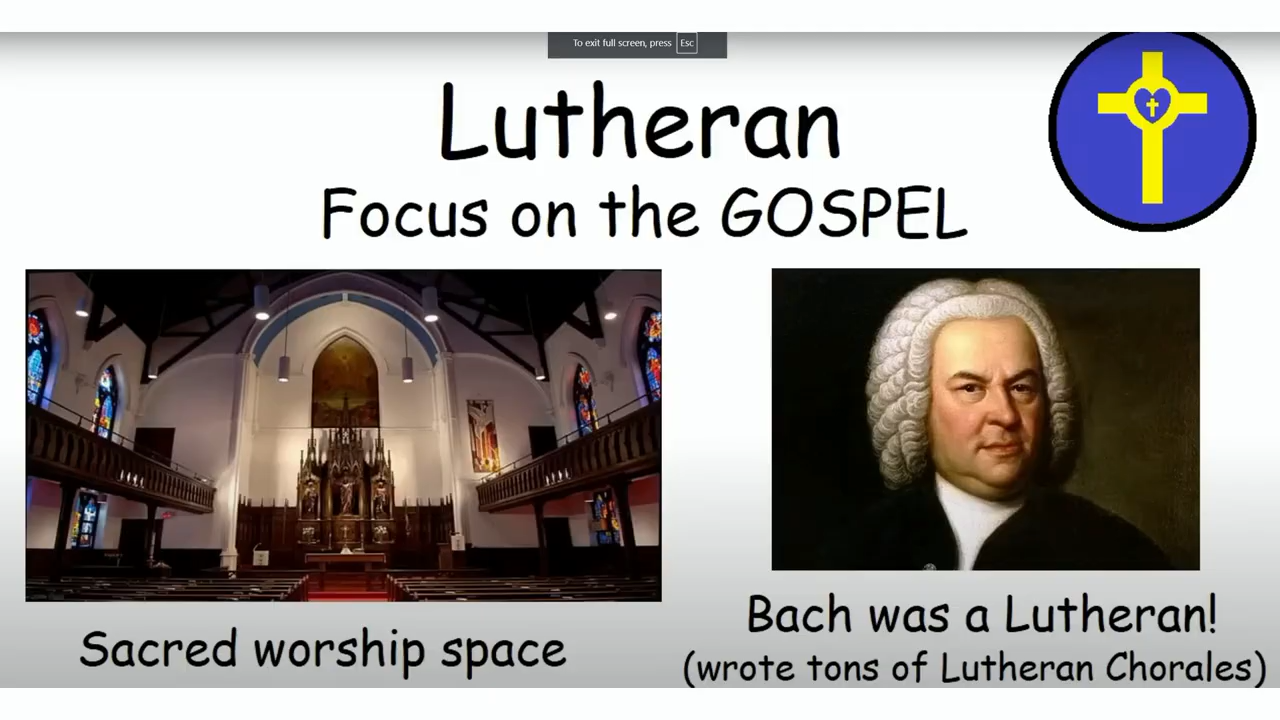 To exit full screen, press Esc
Lutheran
Focus on the GOSPEL
Sacred worship space
Bach was a Lutheran!
(wrote tons of Lutheran Chorales)